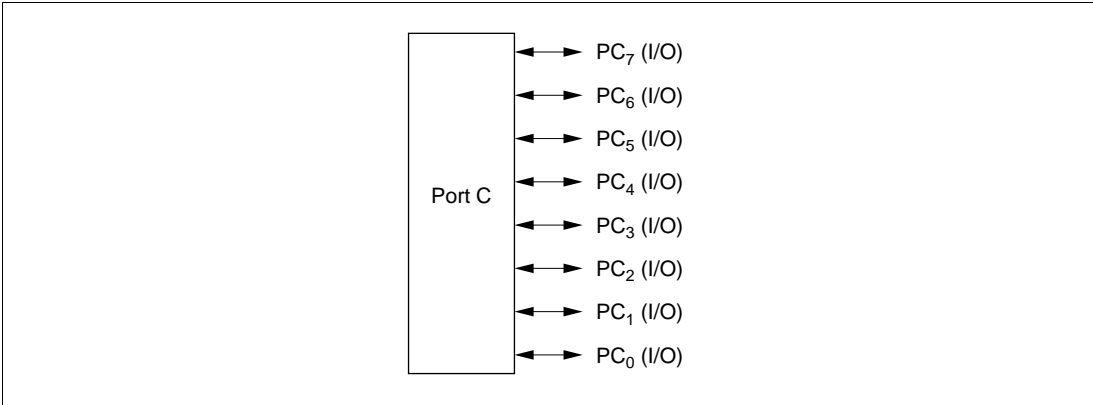 PC₇ (I/O)
PC₆ (I/O)
PC₅ (I/O)
PC₄ (I/O)
Port C
PC₃ (I/O)
PC₂ (I/O)
PC₁ (I/O)
PC₀ (I/O)